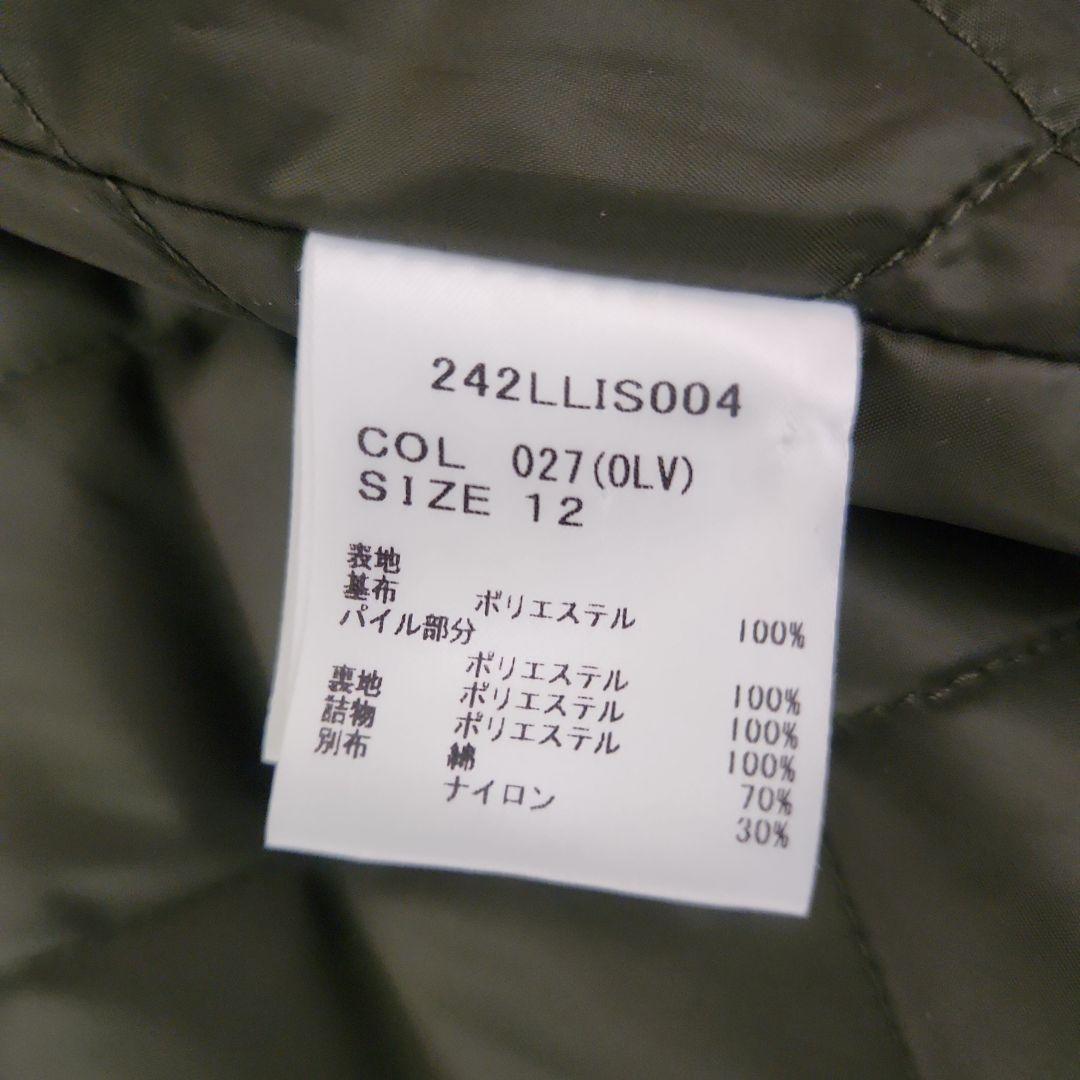 242LLIS004
COL 027(OLV)
SIZE 12
表地
基布 ポリエステル 100%
パイル部分
ポリエステル 100%
裏地 ポリエステル 100%
詰物 ポリエステル 100%
別布 綿 70%
ナイロン 30%